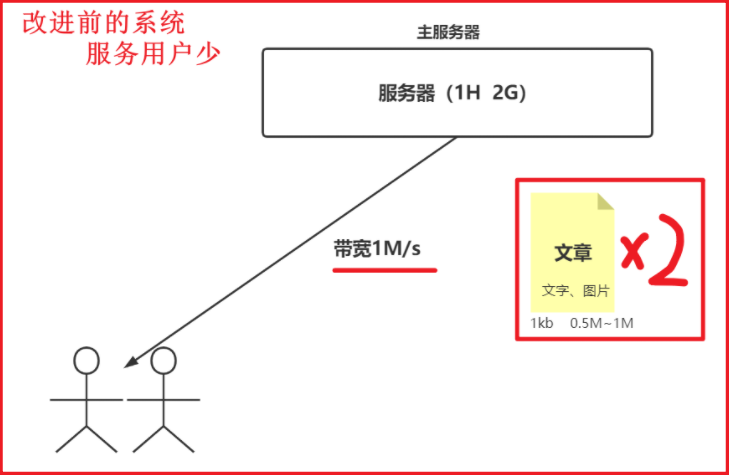 改进前的系统
服务用户少
主服务器
服务器（1H 2G）
带宽1M/s
文章
×2
文字、图片
1kb 0.5M~1M